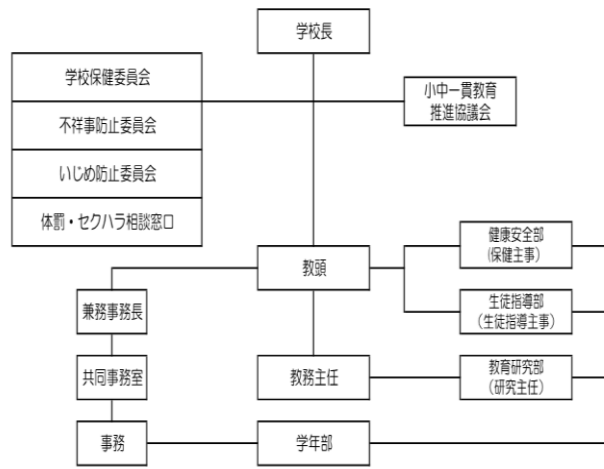 学校長
学校保健委員会
不祥事防止委員会
いじめ防止委員会
体罰・セクハラ相談窓口
小中一貫教育
推進協議会
教頭
健康安全部
(保健主事)
兼務事務長
生徒指導部
(生徒指導主事)
共同事務室
教務主任
教育研究部
(研究主任)
事務
学年部